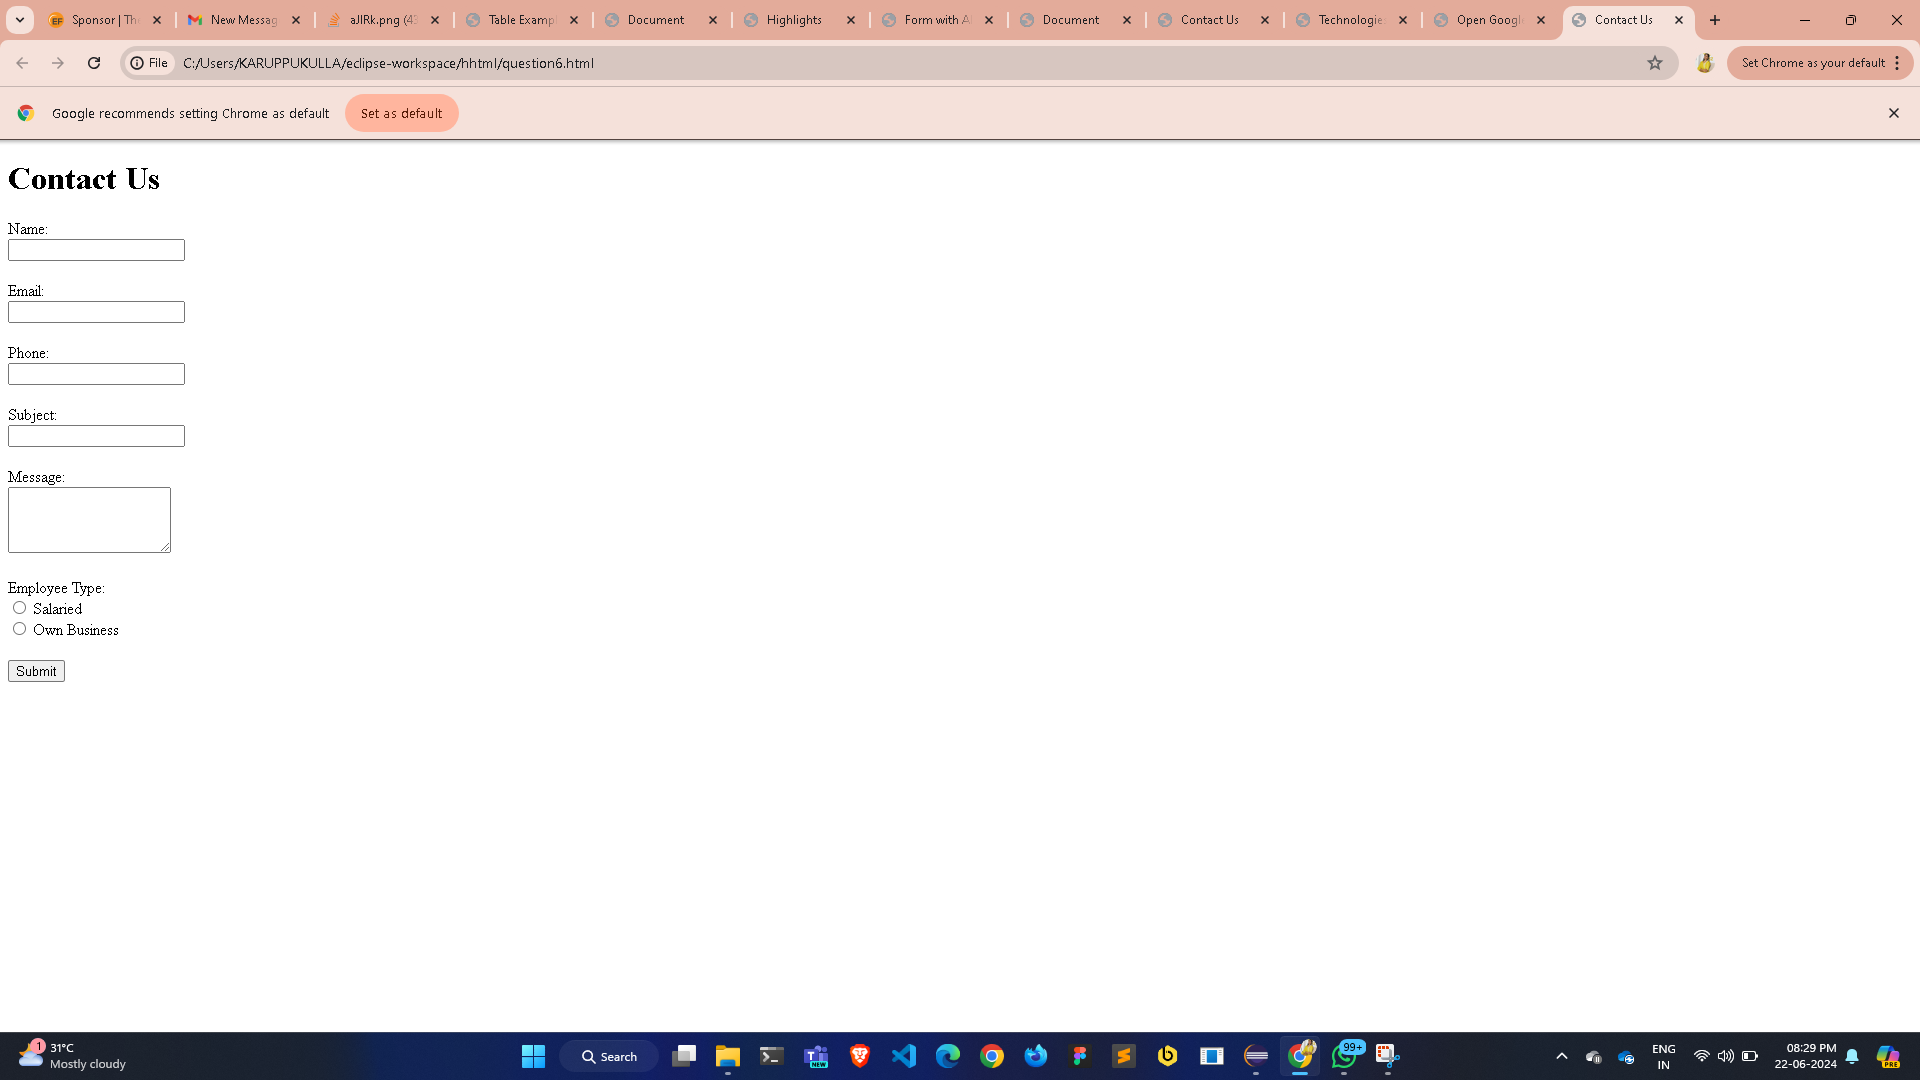 Sponsor | Th
New Messag
aJIRk.png (4
Table Examp
Document
Highlights
Form with A
Document
Contact Us
Technologie
Open Googl
Contact Us
File
C:/Users/KARUPPUKULLA/eclipse-workspace/hhtml/question6.html
Set Chrome as your default
Google recommends setting Chrome as default
Set as default
Contact Us
Name:
Email:
Phone:
Subject:
Message:
Employee Type:
Salaried
Own Business
Submit
1
31°C
Mostly cloudy
Search
NEW
99+
ENG
IN
08:29 PM
22-06-2024
PRE